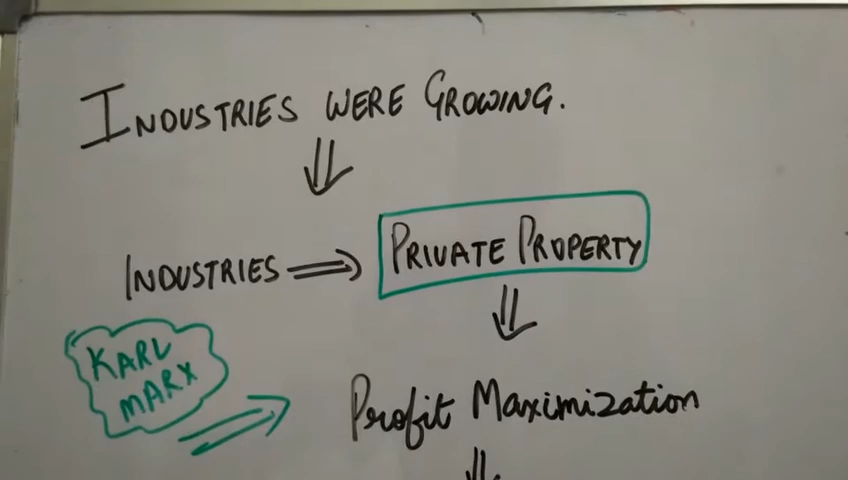 INDUSTRIES WERE GROWING.
INDUSTRIES ⇒ PRIVATE PROPERTY
KARL
MARX
Profit Maximization